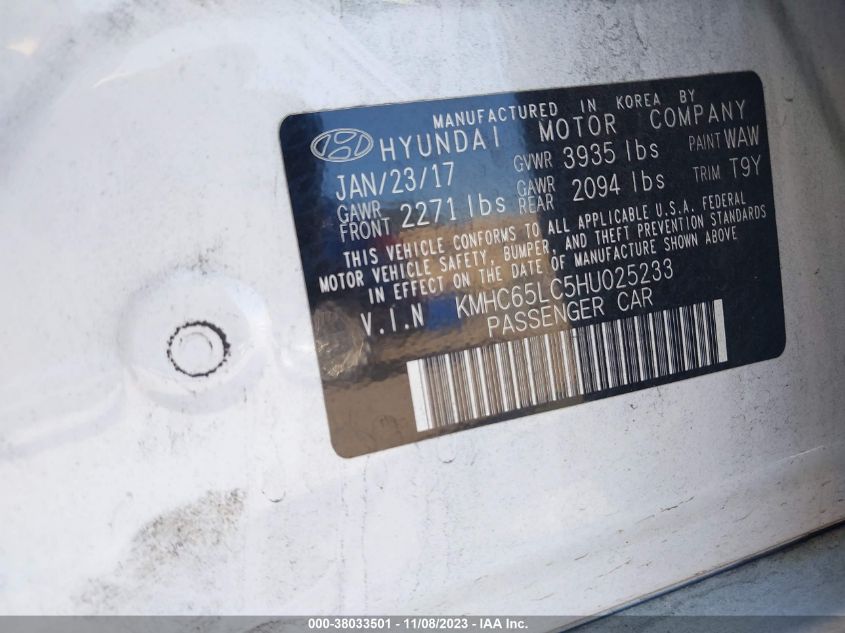 MANUFACTURED IN KOREA BY
HYUNDAI MOTOR COMPANY
JAN/23/17 GVWR 3935 lbs PAINT WAW
GAWR FRONT 2271 lbs GAWR REAR 2094 lbs TRIM T9Y
THIS VEHICLE CONFORMS TO ALL APPLICABLE U.S.A. FEDERAL
MOTOR VEHICLE SAFETY, BUMPER, AND THEFT PREVENTION STANDARDS
IN EFFECT ON THE DATE OF MANUFACTURE SHOWN ABOVE
V.I.N KMHC65LC5HU025233
PASSENGER CAR
000-38033501 - 11/08/2023 - IAA Inc.